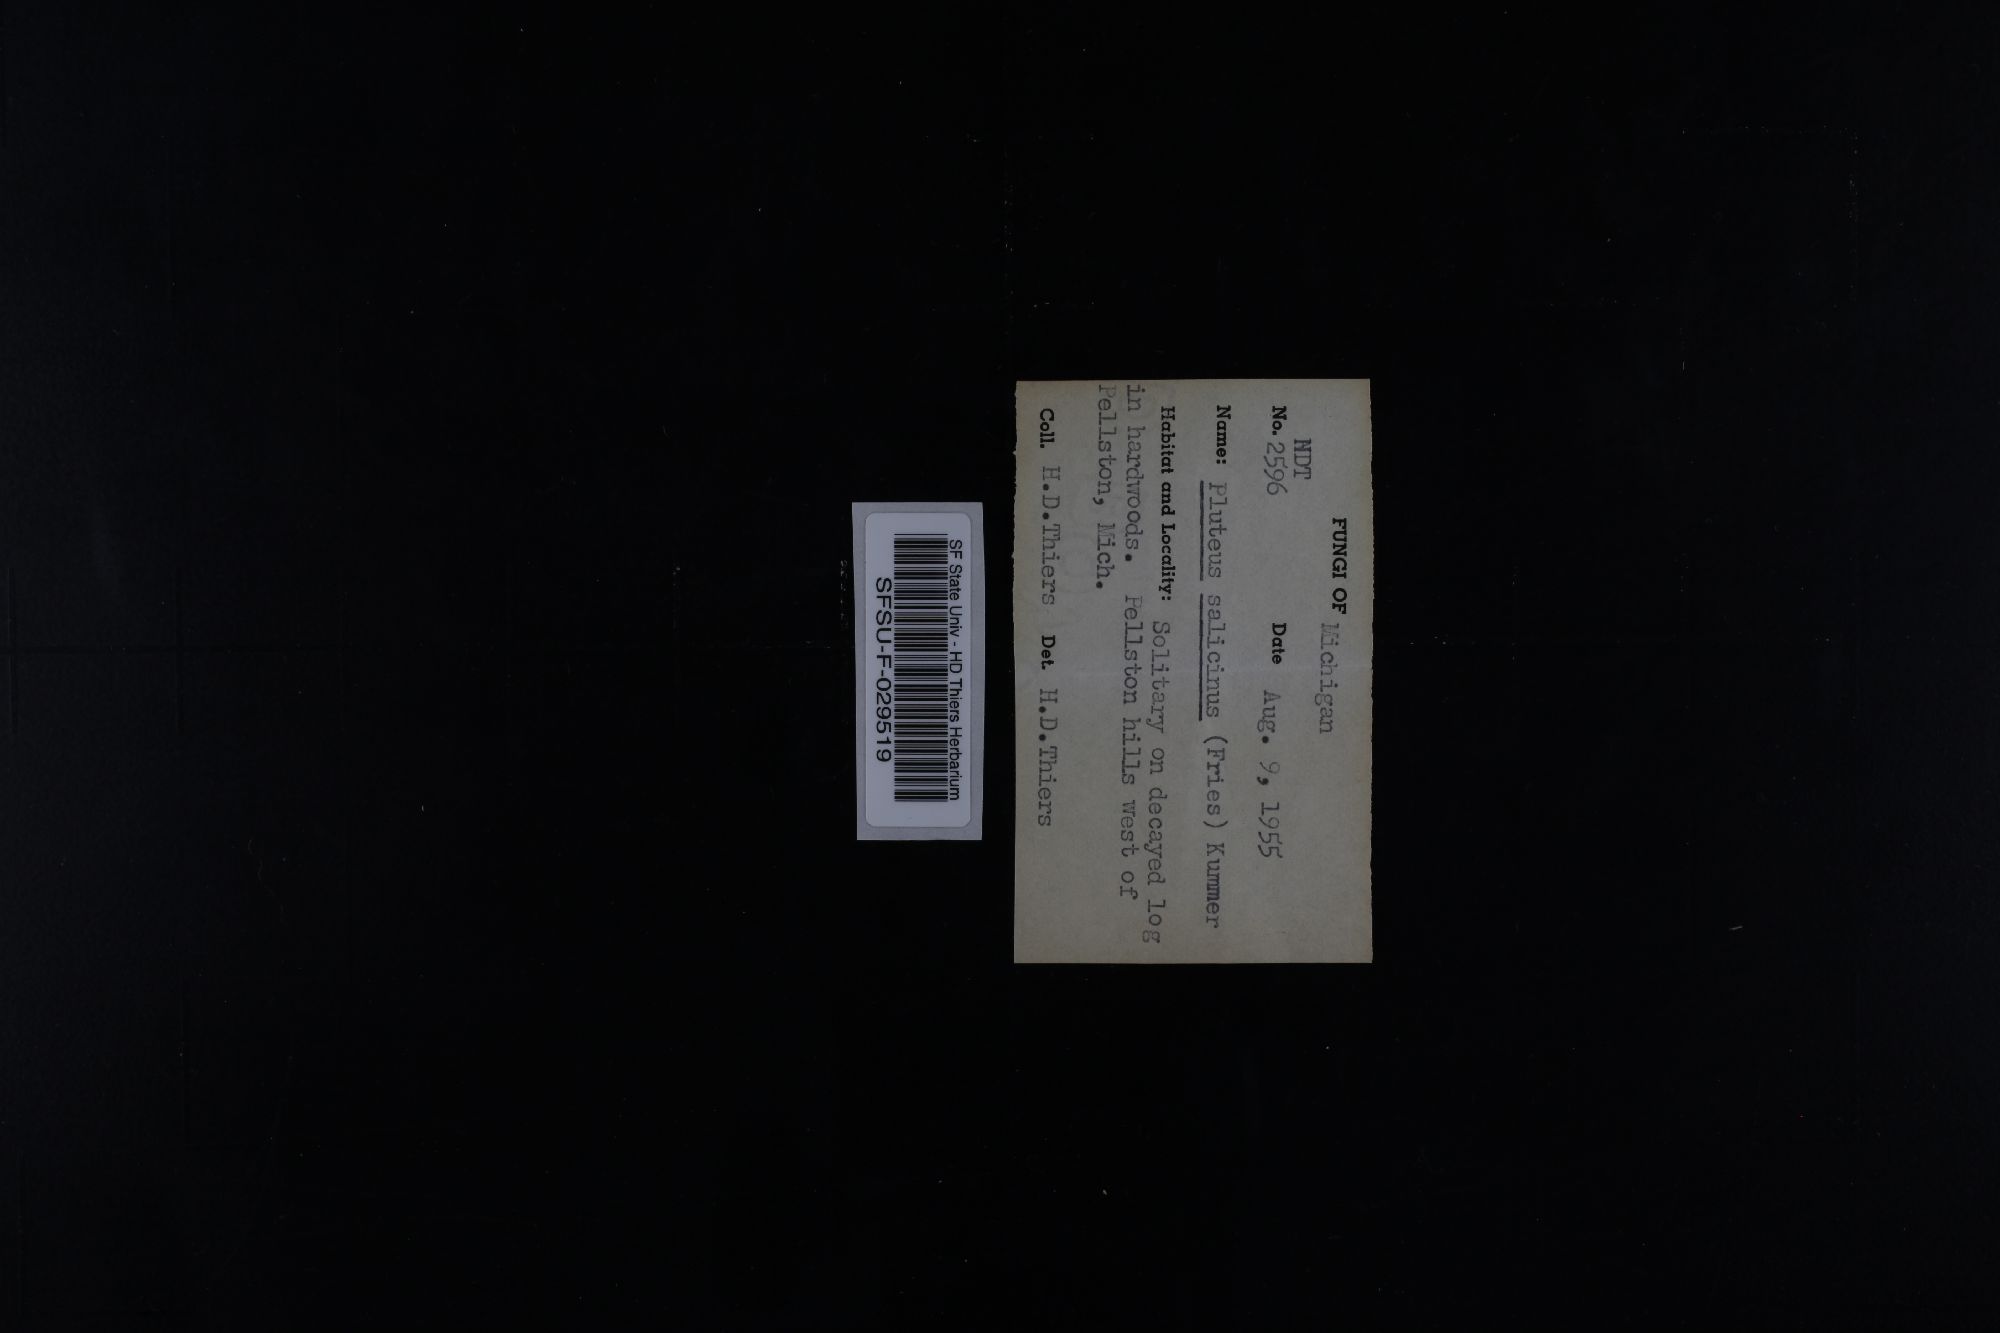 FUNGI OF Michigan
NDT
No. 2596 Date Aug. 9, 1955
Name: Pluteus salicinus (Fries) Kummer
Habitat and Locality: Solitary on decayed log
in hardwoods. Pellston hills west of
Pellston, Mich.
Coll. H.D.Thiers Det. H.D.Thiers
SF State Univ - HD Thiers Herbarium
SFSU-F-029519